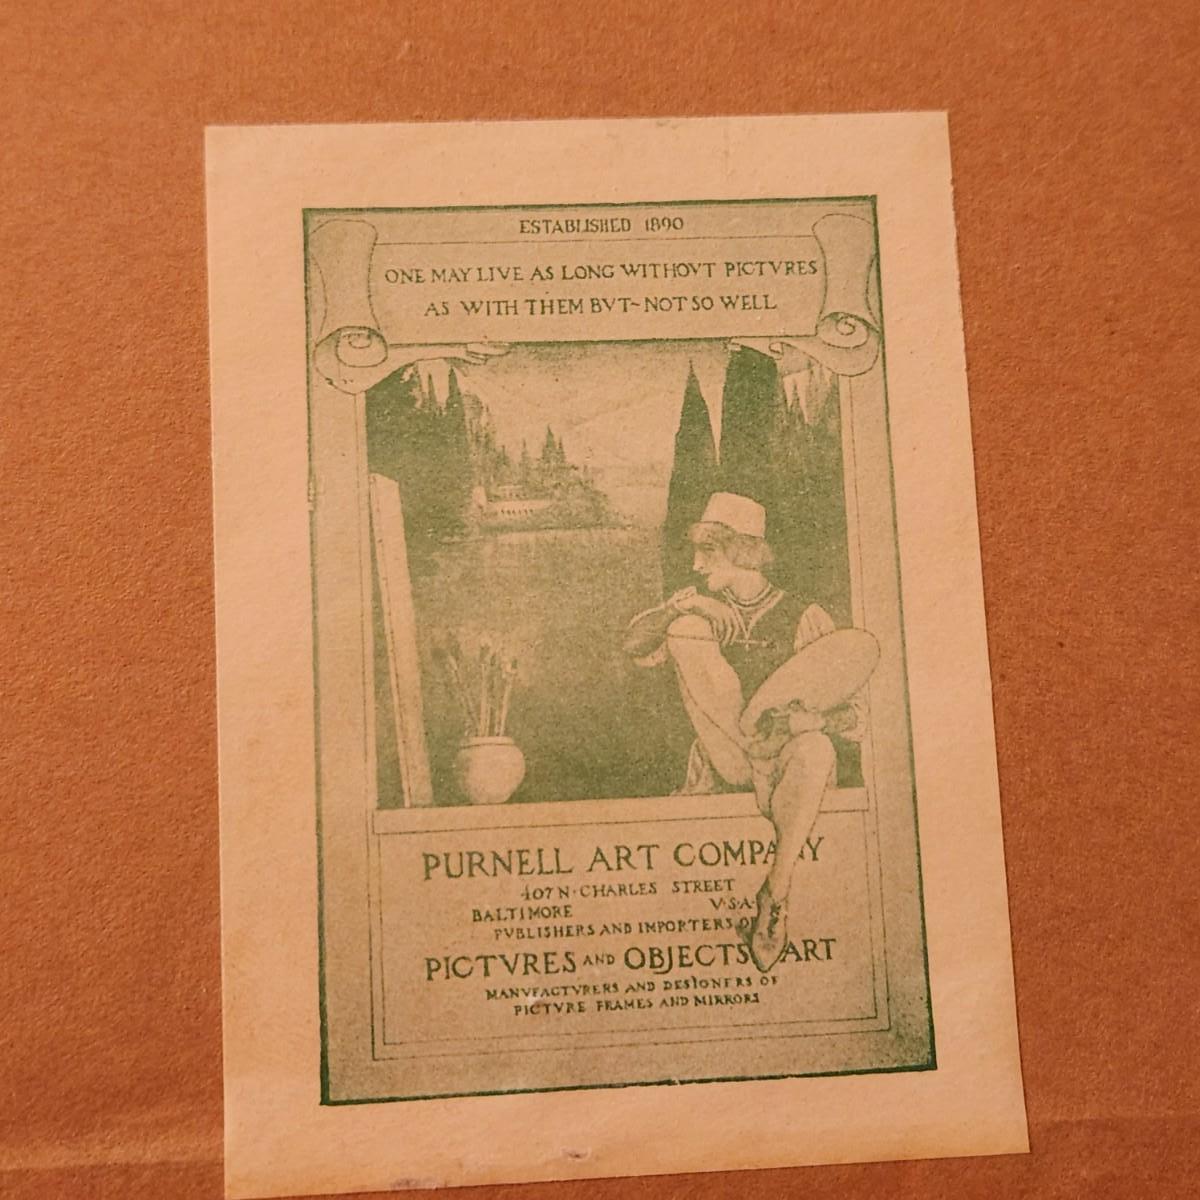 ESTABLISHED 1890
ONE MAY LIVE AS LONG WITHOVT PICTVRES
AS WITH THEM BVT~NOT SO WELL
PURNELL ART COMPANY
407 N·CHARLES STREET
BALTIMORE V·S·A·
PVBLISHERS AND IMPORTERS OF
PICTVRES AND OBJECTS ART
MANVFACTVRERS AND DESIGNERS OF
PICTVRE FRAMES AND MIRRORS